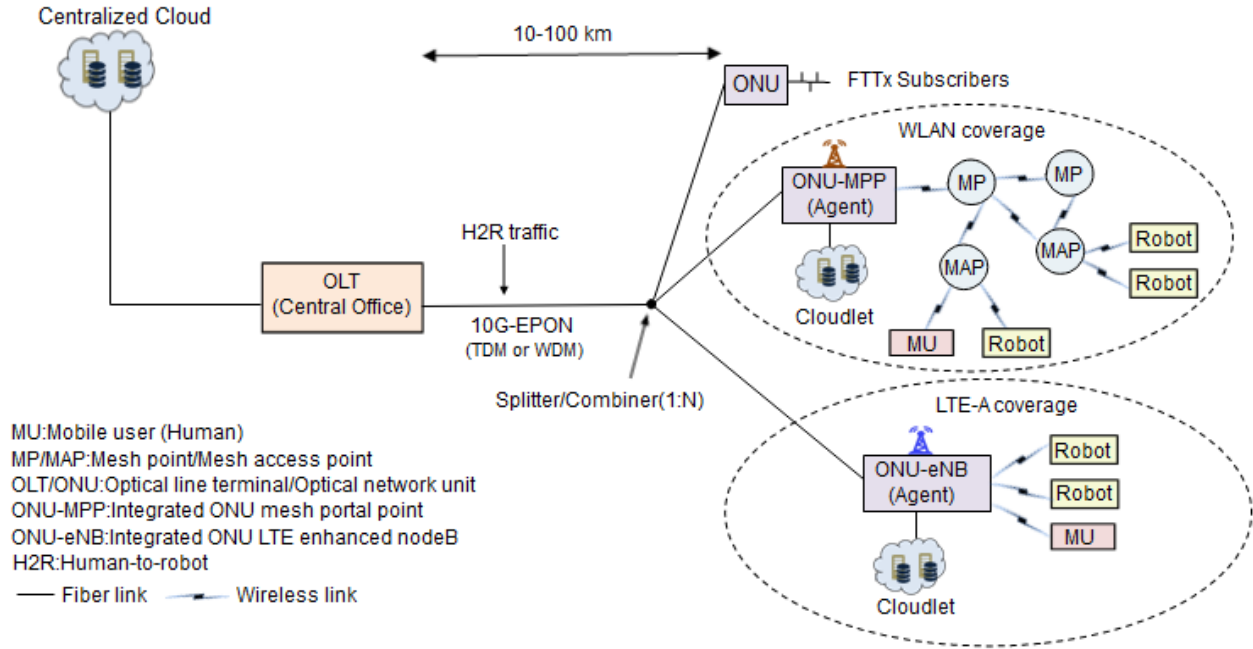 Centralized Cloud
10-100 km
ONU
FTTx Subscribers
WLAN coverage
ONU-MPP
(Agent)
MP
MP
MAP
MAP
Robot
Robot
Cloudlet
MU
Robot
H2R traffic
OLT
(Central Office)
10G-EPON
(TDM or WDM)
Splitter/Combiner(1:N)
LTE-A coverage
ONU-eNB
(Agent)
Robot
Robot
MU
Cloudlet
MU:Mobile user (Human)
MP/MAP:Mesh point/Mesh access point
OLT/ONU:Optical line terminal/Optical network unit
ONU-MPP:Integrated ONU mesh portal point
ONU-eNB:Integrated ONU LTE enhanced nodeB
H2R:Human-to-robot
Fiber link Wireless link